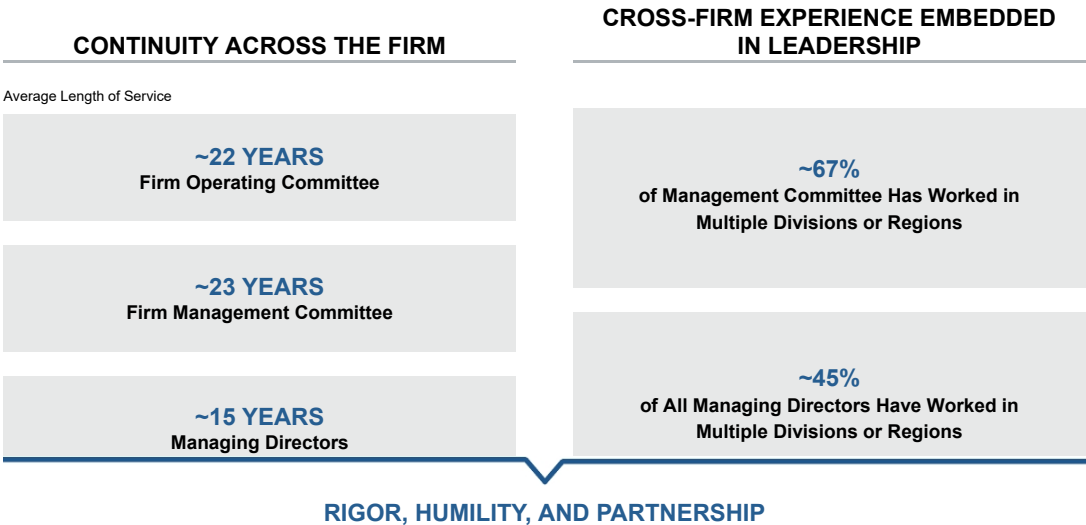 CONTINUITY ACROSS THE FIRM
Average Length of Service
~22 YEARS
Firm Operating Committee
~23 YEARS
Firm Management Committee
~15 YEARS
Managing Directors
CROSS-FIRM EXPERIENCE EMBEDDED
IN LEADERSHIP
~67%
of Management Committee Has Worked in
Multiple Divisions or Regions
~45%
of All Managing Directors Have Worked in
Multiple Divisions or Regions
RIGOR, HUMILITY, AND PARTNERSHIP